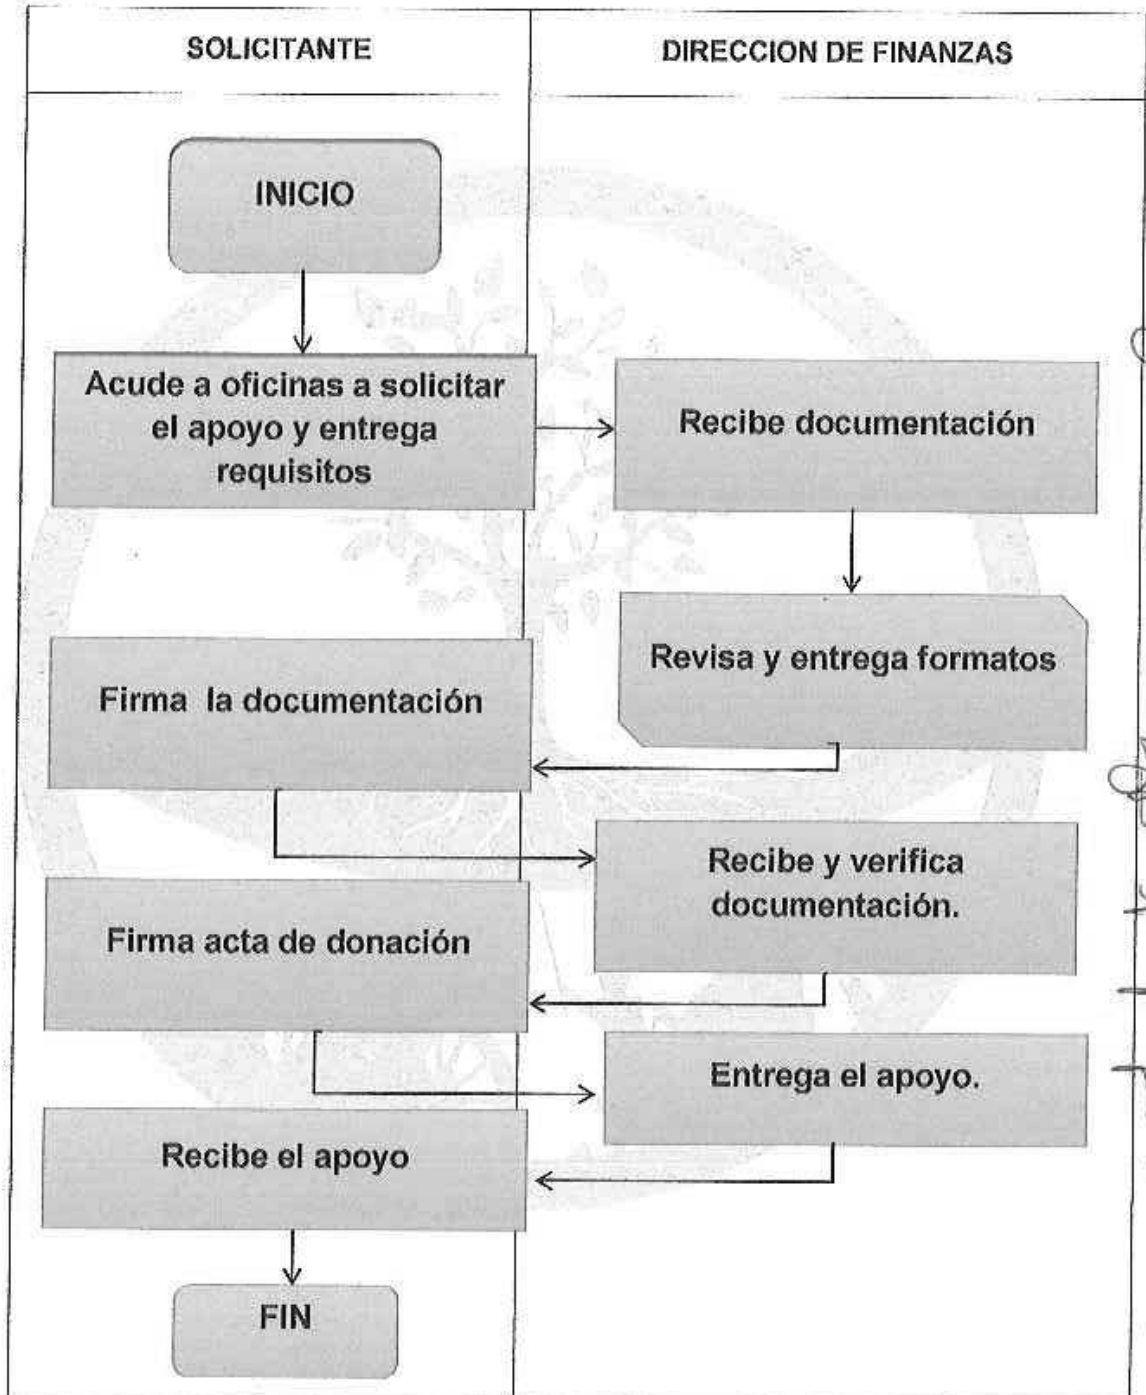 SOLICITANTE
DIRECCION DE FINANZAS
INICIO
Acude a oficinas a solicitar
el apoyo y entrega
requisitos
Recibe documentación
Revisa y entrega formatos
Firma la documentación
Recibe y verifica
documentación.
Firma acta de donación
Entrega el apoyo.
Recibe el apoyo
FIN